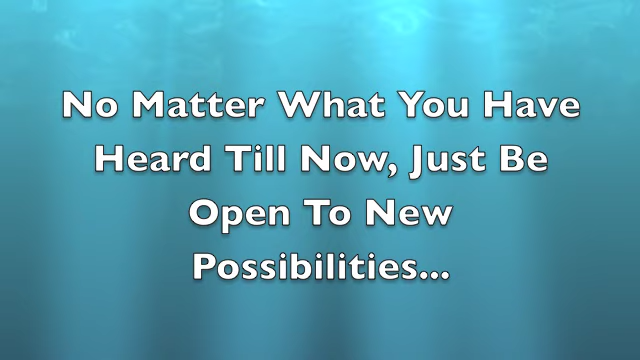 No Matter What You Have
Heard Till Now, Just Be
Open To New
Possibilities...